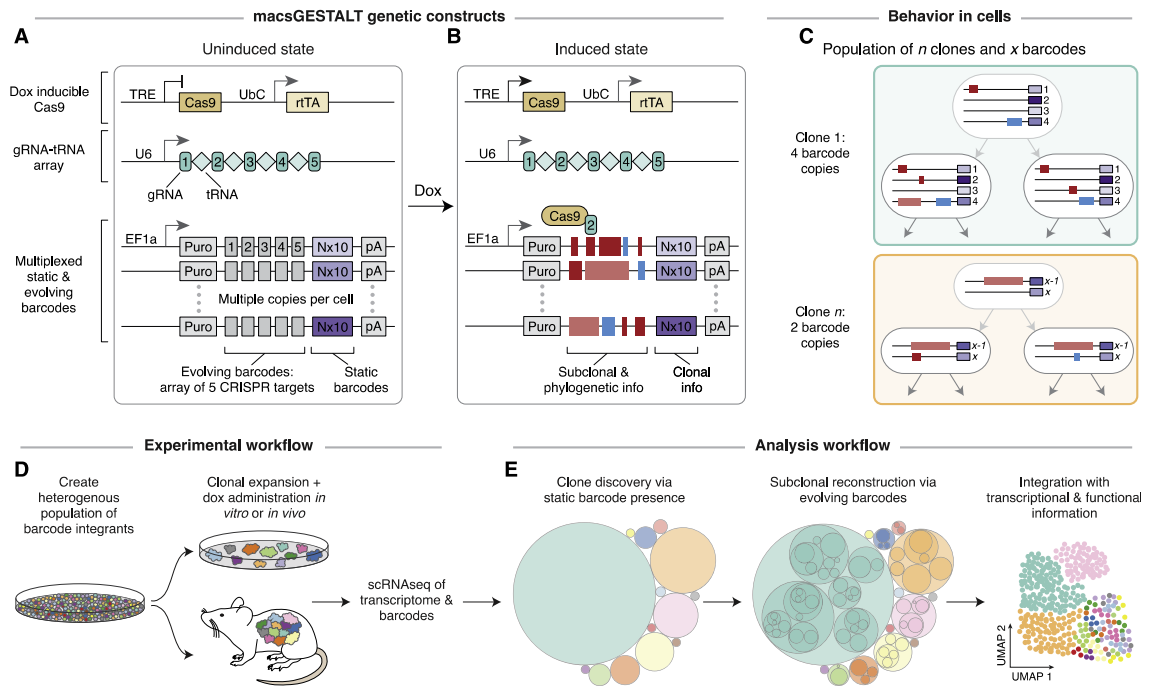 macsGESTALT genetic constructs
Behavior in cells
A
Uninduced state
B
Induced state
C
Population of n clones and x barcodes
Dox inducible
Cas9
TRE
Cas9
UbC
rtTA
TRE
Cas9
UbC
rtTA
gRNA-tRNA
array
U6
1 2 3 4 5
gRNA
tRNA
U6
1 2 3 4 5
Dox
Cas9
2
Multiplexed
static &
evolving
barcodes
EF1a
Puro 1 2 3 4 5 Nx10 pA
Puro Nx10 pA
Multiple copies per cell
Puro Nx10 pA
Evolving barcodes:
array of 5 CRISPR targets
Static
barcodes
EF1a
Puro Nx10 pA
Puro Nx10 pA
Puro Nx10 pA
Subclonal &
phylogenetic info
Clonal
info
Clone 1:
4 barcode
copies
1
2
3
4
1
2
3
4
1
2
3
4
Clone n:
2 barcode
copies
x-1
x
x-1
x
x-1
x
Experimental workflow
Analysis workflow
D
Create
heterogenous
population of
barcode integrants
Clonal expansion +
dox administration in
vitro or in vivo
scRNAseq of
transcriptome &
barcodes
E
Clone discovery via
static barcode presence
Subclonal reconstruction via
evolving barcodes
Integration with
transcriptional & functional
information
UMAP 2
UMAP 1